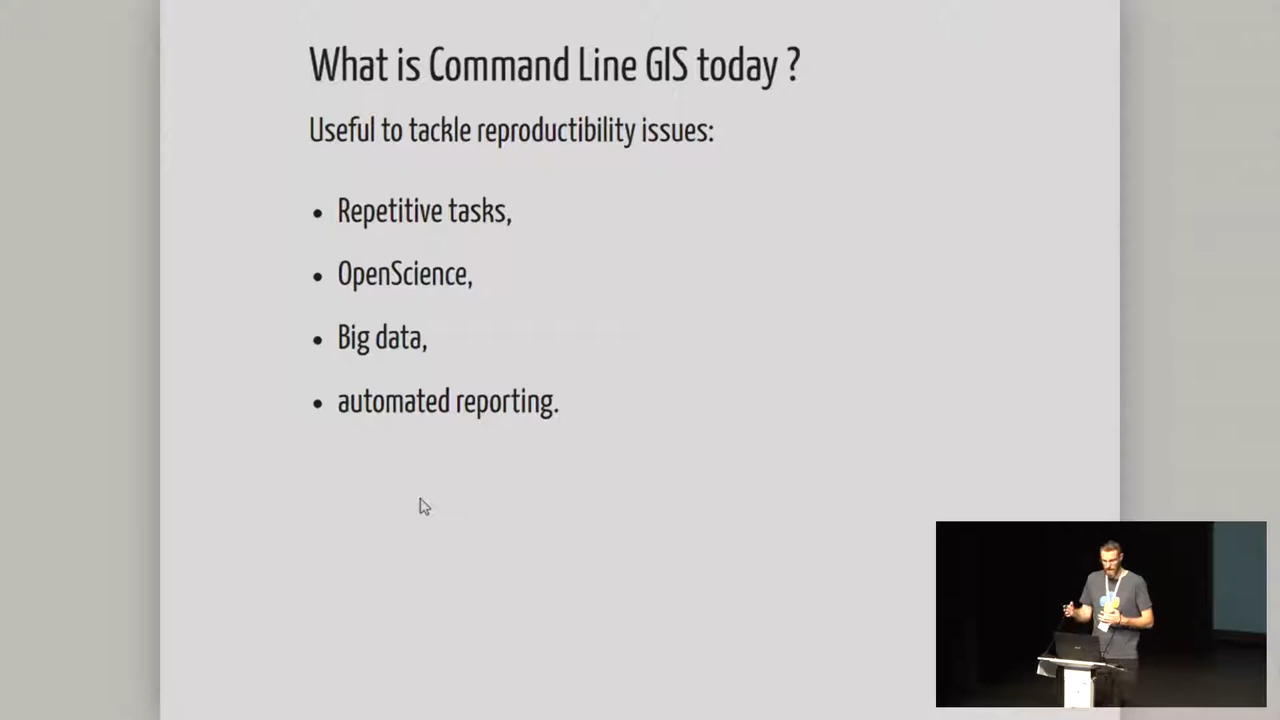 What is Command Line GIS today ?
Useful to tackle reproductibility issues:
• Repetitive tasks,
• OpenScience,
• Big data,
• automated reporting.